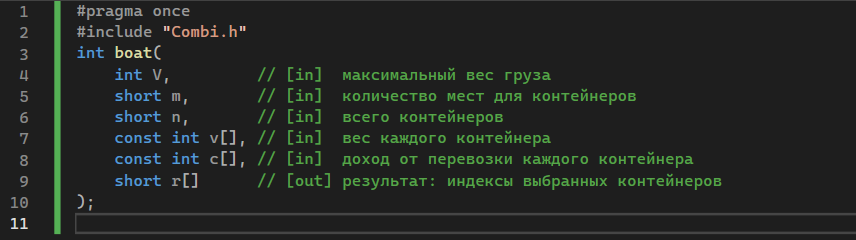 1 #pragma once
2 #include "Combi.h"
3 int boat(
4 int V, // [in] максимальный вес груза
5 short m, // [in] количество мест для контейнеров
6 short n, // [in] всего контейнеров
7 const int v[], // [in] вес каждого контейнера
8 const int c[], // [in] доход от перевозки каждого контейнера
9 short r[] // [out] результат: индексы выбранных контейнеров
10 );
11